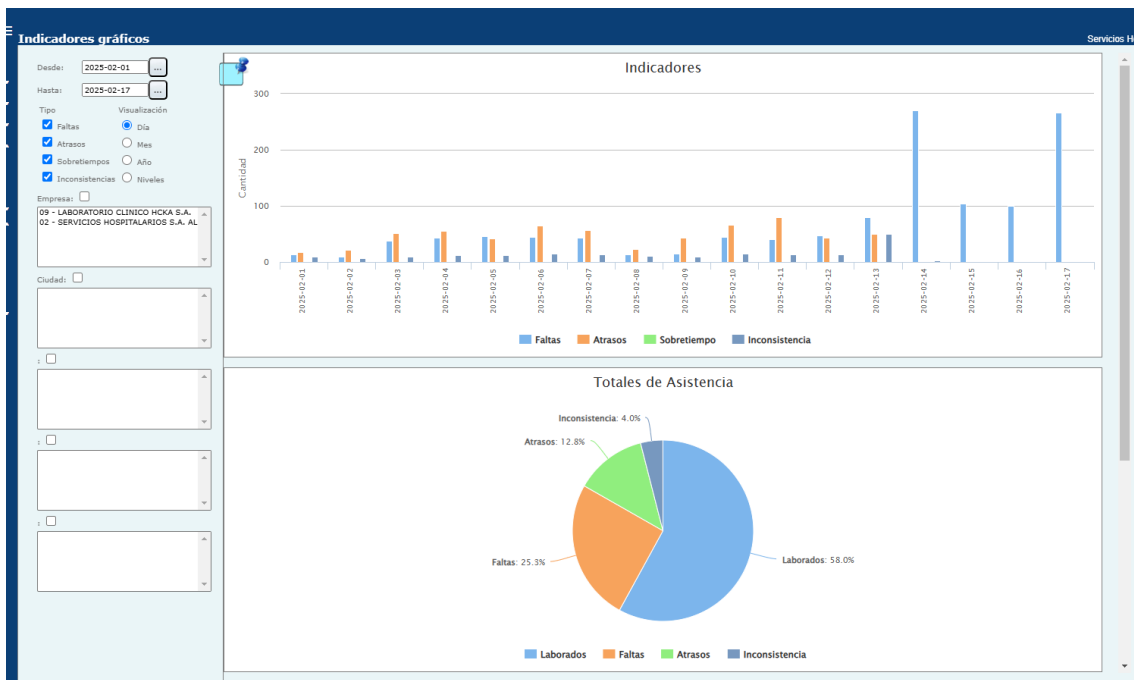 Indicadores gráficos
Servicios H
Desde: 2025-02-01 ...
Hasta: 2025-02-17 ...
Tipo Visualización
Faltas Día
Atrasos Mes
Sobretiempos Año
Inconsistencias Niveles
Empresa:
09 - LABORATORIO CLINICO HCKA S.A.
02 - SERVICIOS HOSPITALARIOS S.A. AL
Ciudad:
:
:
:
Indicadores
Cantidad
300
200
100
0
2025-02-01
2025-02-02
2025-02-03
2025-02-04
2025-02-05
2025-02-06
2025-02-07
2025-02-08
2025-02-09
2025-02-10
2025-02-11
2025-02-12
2025-02-13
2025-02-14
2025-02-15
2025-02-16
2025-02-17
Faltas Atrasos Sobretiempo Inconsistencia
Totales de Asistencia
Inconsistencia: 4.0%
Atrasos: 12.8%
Faltas: 25.3%
Laborados: 58.0%
Laborados Faltas Atrasos Inconsistencia